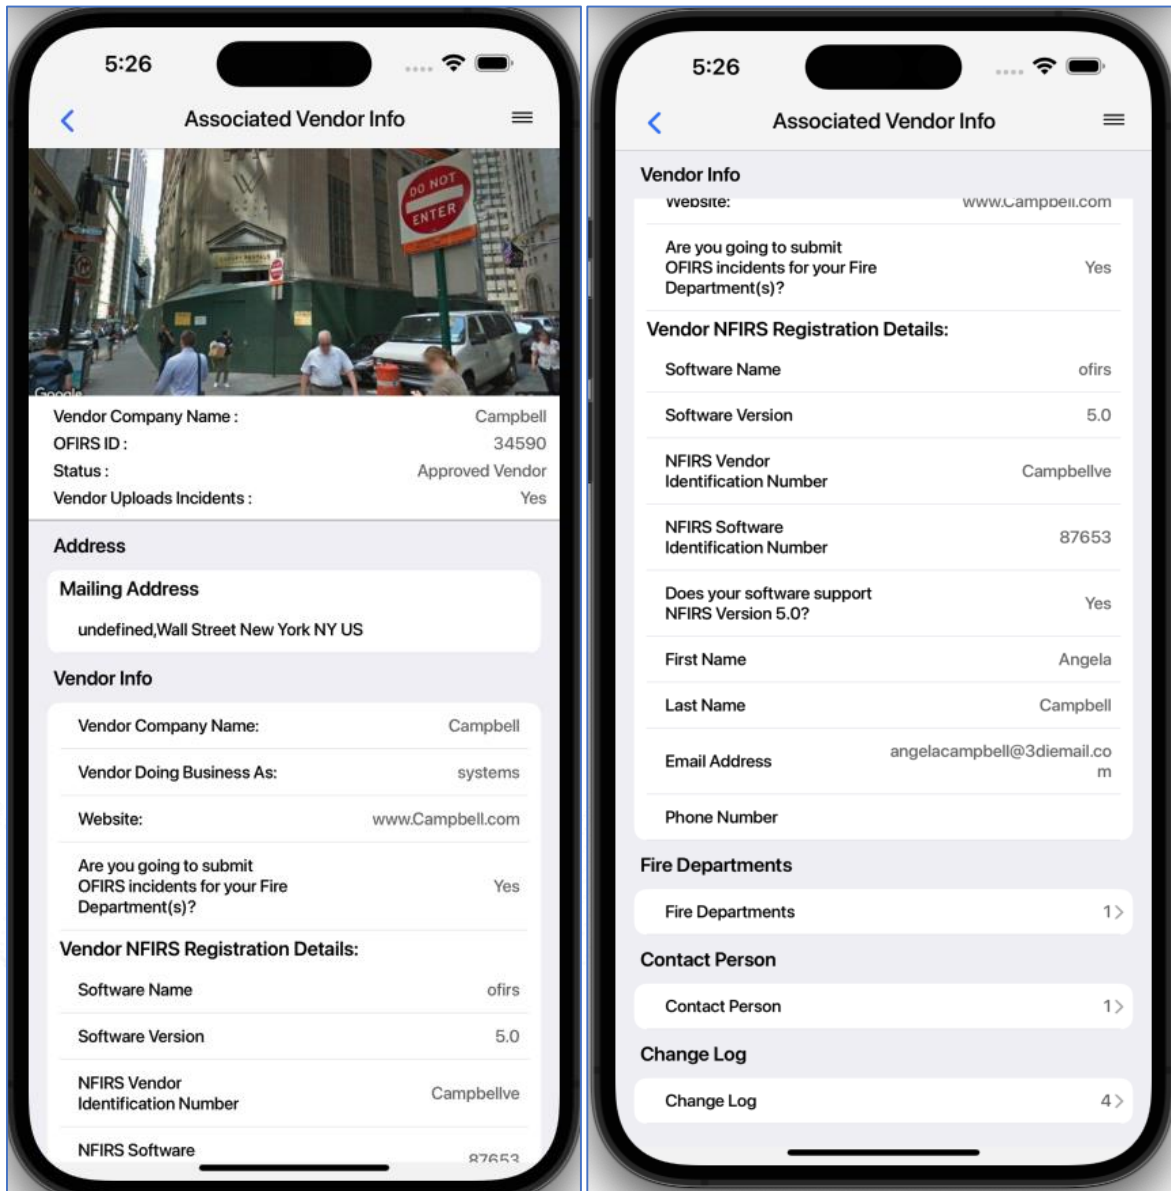 5:26
Associated Vendor Info
DO NOT
ENTER
Google
Vendor Company Name :
Campbell
OFIRS ID :
34590
Status :
Approved Vendor
Vendor Uploads Incidents :
Yes
Address
Mailing Address
undefined,Wall Street New York NY US
Vendor Info
Vendor Company Name:
Campbell
Vendor Doing Business As:
systems
Website:
www.Campbell.com
Are you going to submit
OFIRS incidents for your Fire
Department(s)?
Yes
Vendor NFIRS Registration Details:
Software Name
ofirs
Software Version
5.0
NFIRS Vendor
Identification Number
Campbellve
NFIRS Software
87653
5:26
Associated Vendor Info
Vendor Info
Website:
www.Campbell.com
Are you going to submit
OFIRS incidents for your Fire
Department(s)?
Yes
Vendor NFIRS Registration Details:
Software Name
ofirs
Software Version
5.0
NFIRS Vendor
Identification Number
Campbellve
NFIRS Software
Identification Number
87653
Does your software support
NFIRS Version 5.0?
Yes
First Name
Angela
Last Name
Campbell
Email Address
angelacampbell@3diemail.co
m
Phone Number
Fire Departments
Fire Departments
1
Contact Person
Contact Person
1
Change Log
Change Log
4